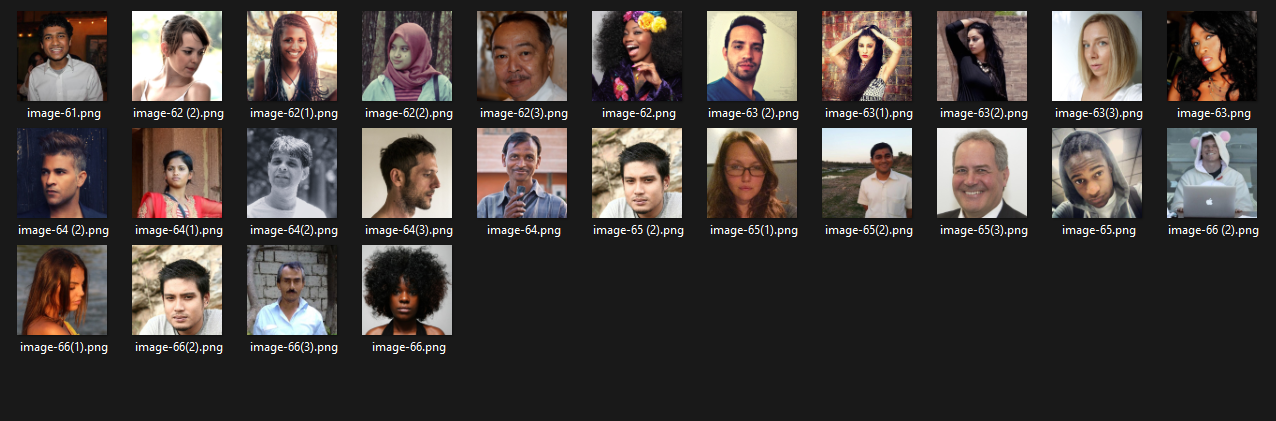 image-61.png image-62 (2).png image-62(1).png image-62(2).png image-62(3).png image-62.png image-63 (2).png image-63(1).png image-63(2).png image-63(3).png image-63.png
image-64 (2).png image-64(1).png image-64(2).png image-64(3).png image-64.png image-65 (2).png image-65(1).png image-65(2).png image-65(3).png image-65.png image-66 (2).png
image-66(1).png image-66(2).png image-66(3).png image-66.png